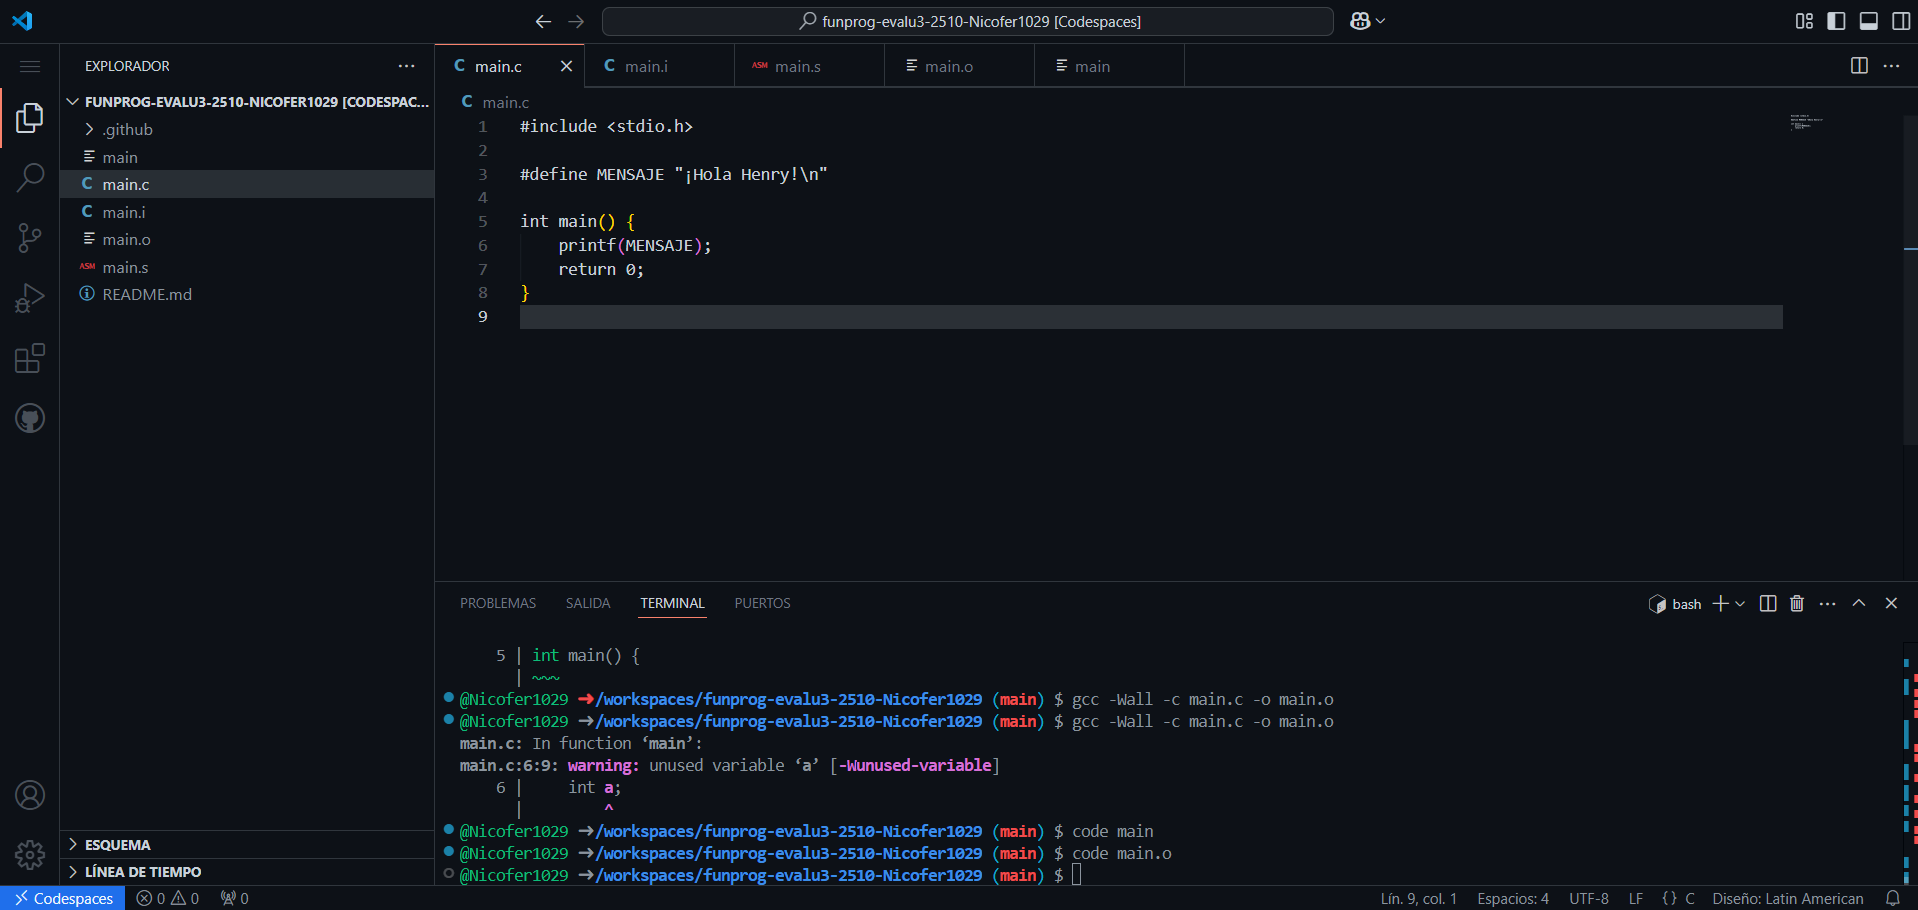 funprog-evalu3-2510-Nicofer1029 [Codespaces]
EXPLORADOR
FUNPROG-EVALU3-2510-NICOFER1029 [CODESPAC...
.github
main
C main.c
C main.i
main.o
ASM main.s
README.md
ESQUEMA
LÍNEA DE TIEMPO
C main.c
C main.i
ASM main.s
main.o
main
C main.c
1 #include <stdio.h>
2
3 #define MENSAJE "¡Hola Henry!\n"
4
5 int main() {
6     printf(MENSAJE);
7     return 0;
8 }
9
PROBLEMAS SALIDA TERMINAL PUERTOS
bash
5 | int main() {
| ~~~
@Nicofer1029 ➜/workspaces/funprog-evalu3-2510-Nicofer1029 (main) $ gcc -Wall -c main.c -o main.o
@Nicofer1029 ➜/workspaces/funprog-evalu3-2510-Nicofer1029 (main) $ gcc -Wall -c main.c -o main.o
main.c: In function ‘main’:
main.c:6:9: warning: unused variable ‘a’ [-Wunused-variable]
6 |     int a;
|         ^
@Nicofer1029 ➜/workspaces/funprog-evalu3-2510-Nicofer1029 (main) $ code main
@Nicofer1029 ➜/workspaces/funprog-evalu3-2510-Nicofer1029 (main) $ code main.o
@Nicofer1029 ➜/workspaces/funprog-evalu3-2510-Nicofer1029 (main) $
Codespaces 0 0 0 Lín. 9, col. 1 Espacios: 4 UTF-8 LF {} C Diseño: Latin American